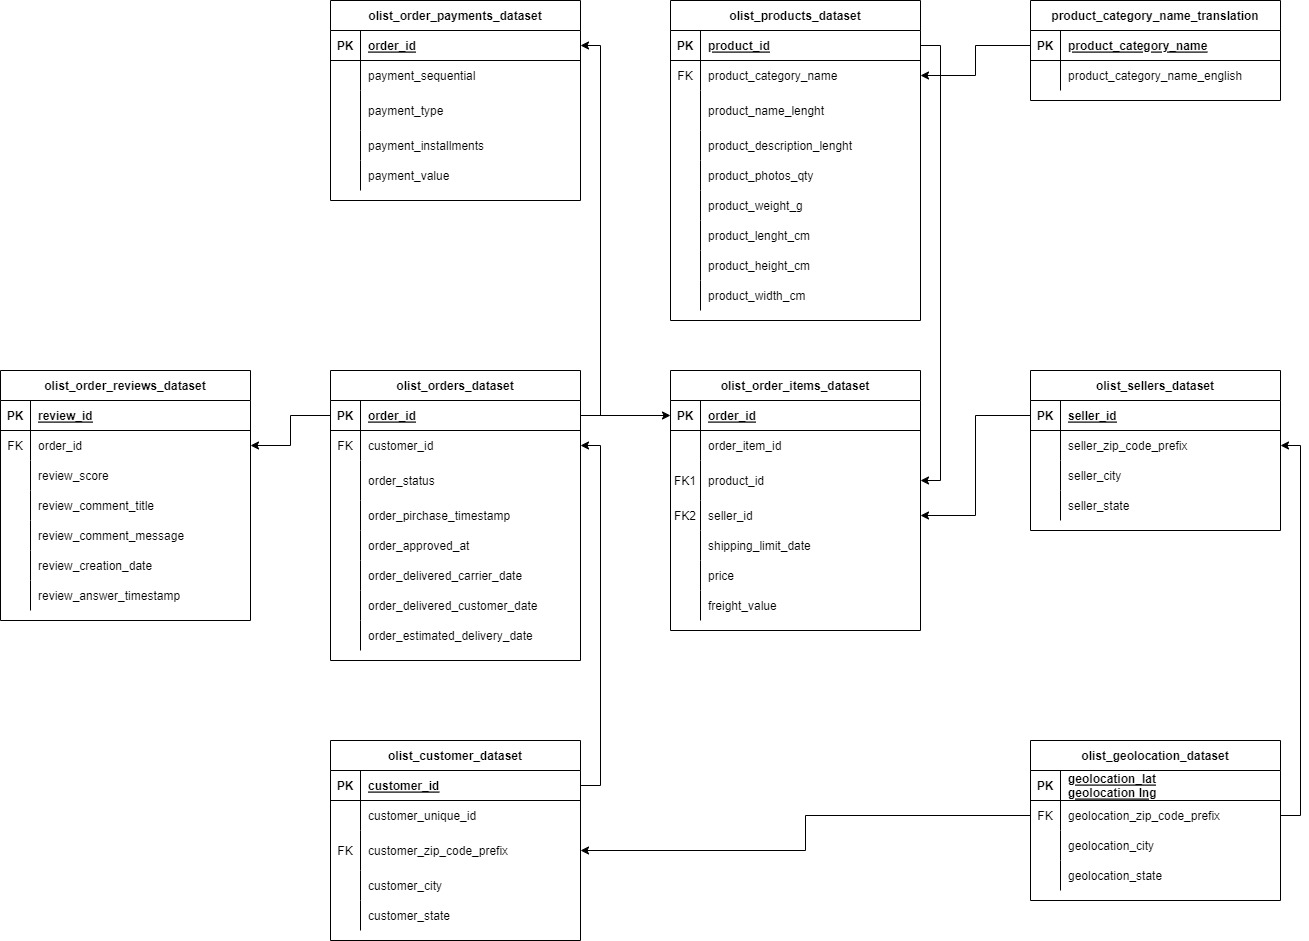 olist_order_payments_dataset
PK order_id
payment_sequential
payment_type
payment_installments
payment_value
olist_products_dataset
PK product_id
FK product_category_name
product_name_lenght
product_description_lenght
product_photos_qty
product_weight_g
product_lenght_cm
product_height_cm
product_width_cm
product_category_name_translation
PK product_category_name
product_category_name_english
olist_order_reviews_dataset
PK review_id
FK order_id
review_score
review_comment_title
review_comment_message
review_creation_date
review_answer_timestamp
olist_orders_dataset
PK order_id
FK customer_id
order_status
order_pirchase_timestamp
order_approved_at
order_delivered_carrier_date
order_delivered_customer_date
order_estimated_delivery_date
olist_order_items_dataset
PK order_id
order_item_id
FK1 product_id
FK2 seller_id
shipping_limit_date
price
freight_value
olist_sellers_dataset
PK seller_id
seller_zip_code_prefix
seller_city
seller_state
olist_customer_dataset
PK customer_id
customer_unique_id
FK customer_zip_code_prefix
customer_city
customer_state
olist_geolocation_dataset
PK geolocation_lat
geolocation_lng
FK geolocation_zip_code_prefix
geolocation_city
geolocation_state